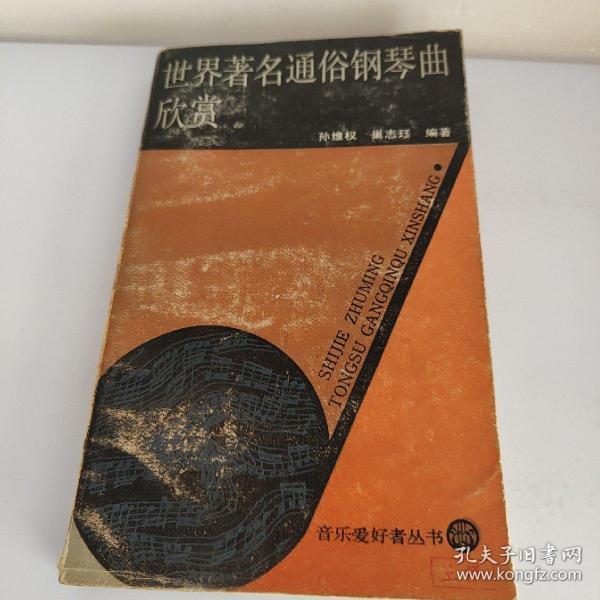 世界著名通俗钢琴曲
欣赏
孙维权 巢志珏 编著
SHIJIE ZHUMING
TONGSU GANGQINQU XINSHANG
音乐爱好者丛书
孔夫子旧书网
www.kongfz.com